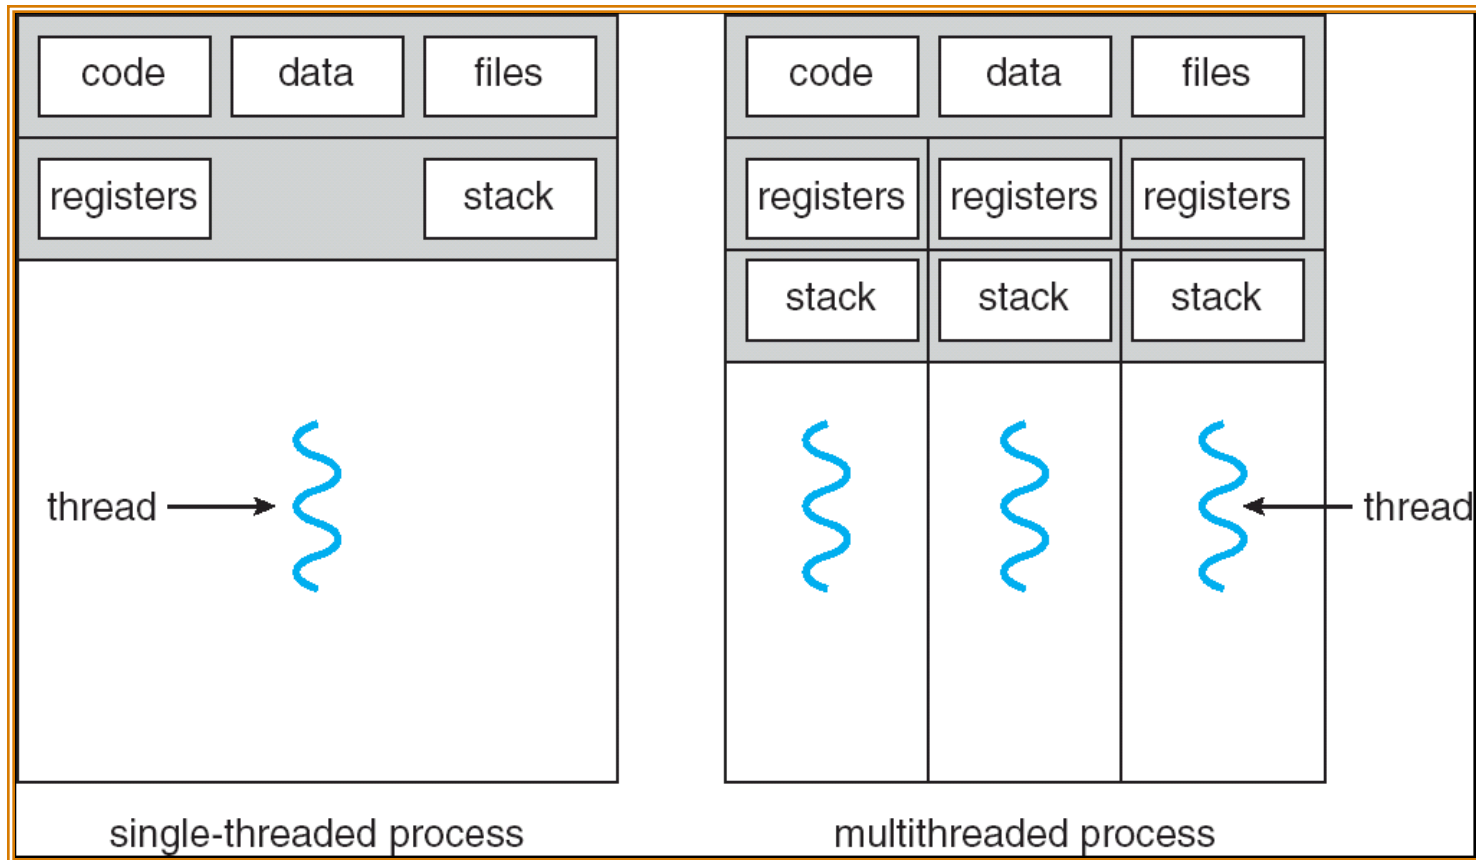 code data files
registers stack
thread
single-threaded process
code data files
registers registers registers
stack stack stack
thread
multithreaded process